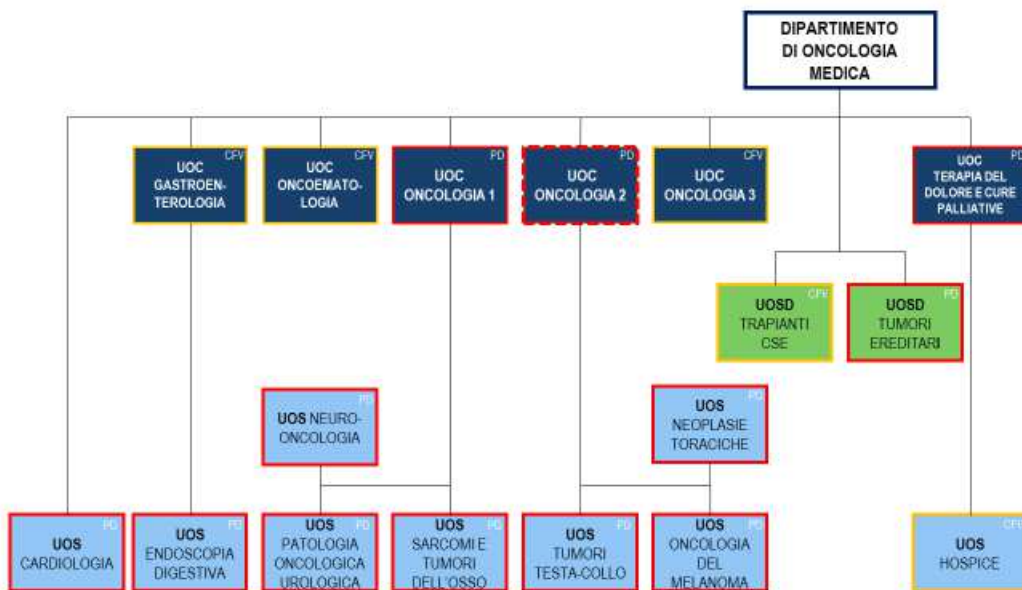 DIPARTIMENTO
DI ONCOLOGIA
MEDICA
CFV
UOC
GASTROEN-
TEROLOGIA
CFV
UOC
ONCOEMATO-
LOGIA
PD
UOC
ONCOLOGIA 1
PD
UOC
ONCOLOGIA 2
CFV
UOC
ONCOLOGIA 3
PD
UOC
TERAPIA DEL
DOLORE E CURE
PALLIATIVE
CFV
UOSD
TRAPIANTI
CSE
PD
UOSD
TUMORI
EREDITARI
PD
UOS NEURO-
ONCOLOGIA
PD
UOS
NEOPLASIE
TORACICHE
PD
UOS
CARDIOLOGIA
PD
UOS
ENDOSCOPIA
DIGESTIVA
PD
UOS
PATOLOGIA
ONCOLOGICA
UROLOGICA
PD
UOS
SARCOMI E
TUMORI
DELL'OSSO
PD
UOS
TUMORI
TESTA-COLLO
PD
UOS
ONCOLOGIA
DEL
MELANOMA
CFV
UOS
HOSPICE